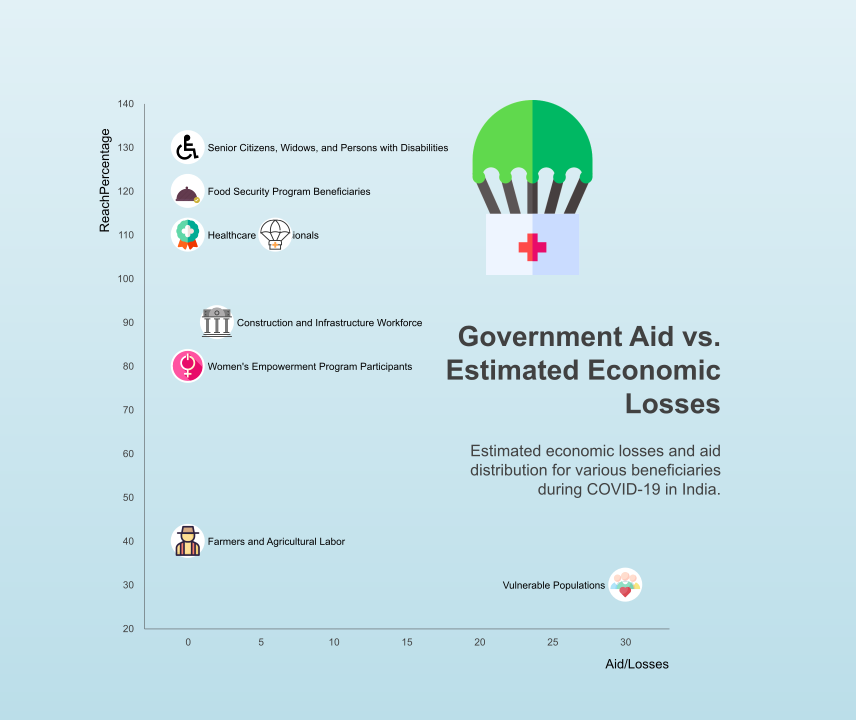 140
ReachPercentage
130
Senior Citizens, Widows, and Persons with Disabilities
120
Food Security Program Beneficiaries
110
Healthcare
ionals
100
90
Construction and Infrastructure Workforce
80
Women's Empowerment Program Participants
70
60
50
40
Farmers and Agricultural Labor
30
Vulnerable Populations
20
0 5 10 15 20 25 30
Aid/Losses
Government Aid vs.
Estimated Economic
Losses
Estimated economic losses and aid
distribution for various beneficiaries
during COVID-19 in India.